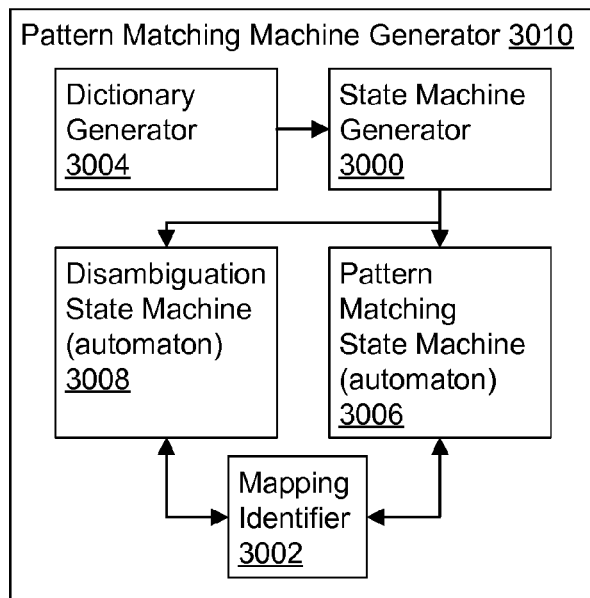 Pattern Matching Machine Generator 3010
Dictionary
Generator
3004
State Machine
Generator
3000
Disambiguation
State Machine
(automaton)
3008
Pattern
Matching
State Machine
(automaton)
3006
Mapping
Identifier
3002